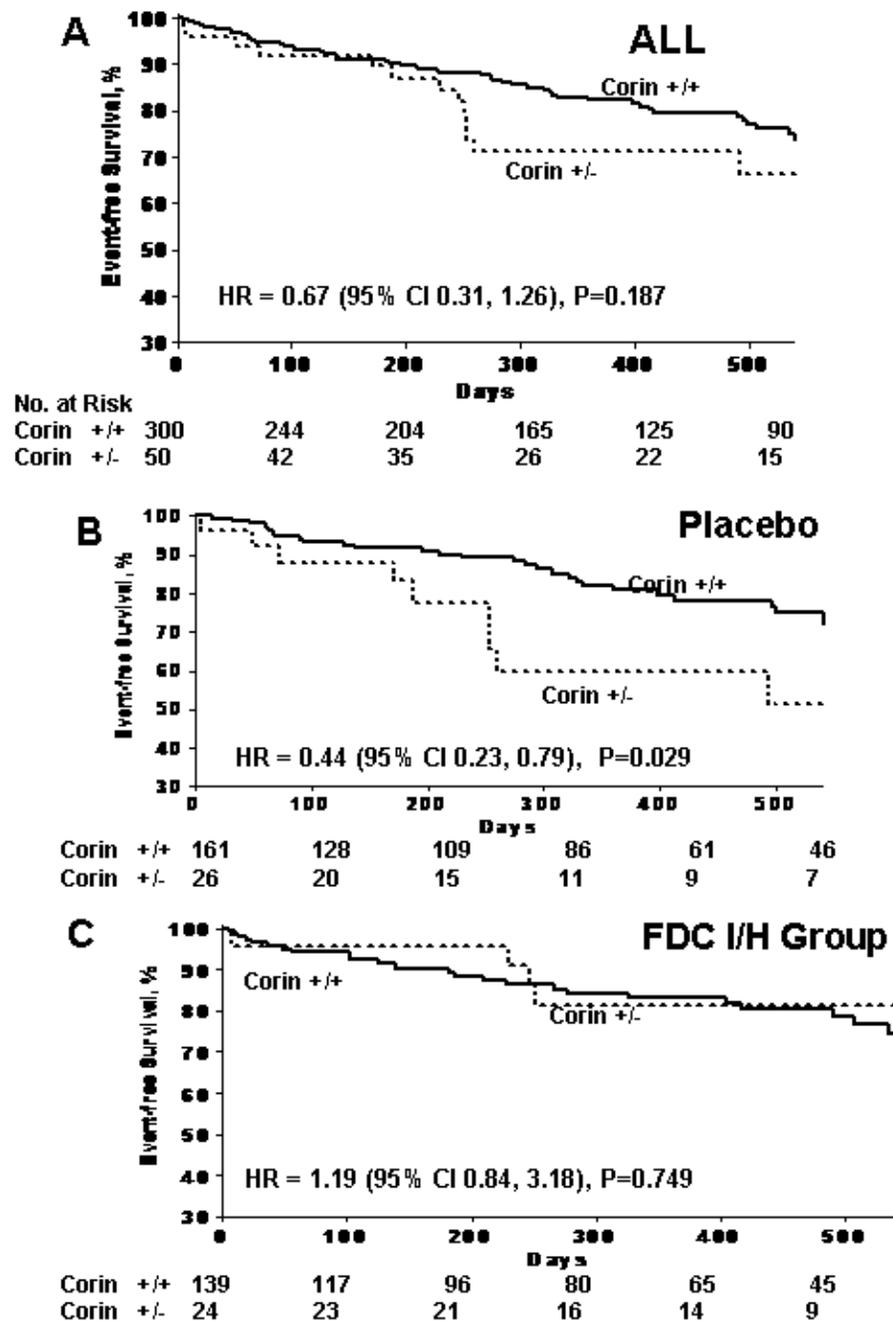 A
ALL
Event-free Survival, %
100
90
80
70
60
50
40
30
Corin +/+
Corin +/-
HR = 0.67 (95% CI 0.31, 1.26), P=0.187
0 100 200 300 400 500
Days
No. at Risk
Corin +/+ 300 244 204 165 125 90
Corin +/- 50 42 35 26 22 15
B
Placebo
Event-free Survival, %
100
90
80
70
60
50
40
30
Corin +/+
Corin +/-
HR = 0.44 (95% CI 0.23, 0.79), P=0.029
0 100 200 300 400 500
Days
Corin +/+ 161 128 109 86 61 46
Corin +/- 26 20 15 11 9 7
C
FDC I/H Group
Event-free Survival, %
100
90
80
70
60
50
40
30
Corin +/+
Corin +/-
HR = 1.19 (95% CI 0.84, 3.18), P=0.749
0 100 200 300 400 500
Days
Corin +/+ 139 117 96 80 65 45
Corin +/- 24 23 21 16 14 9